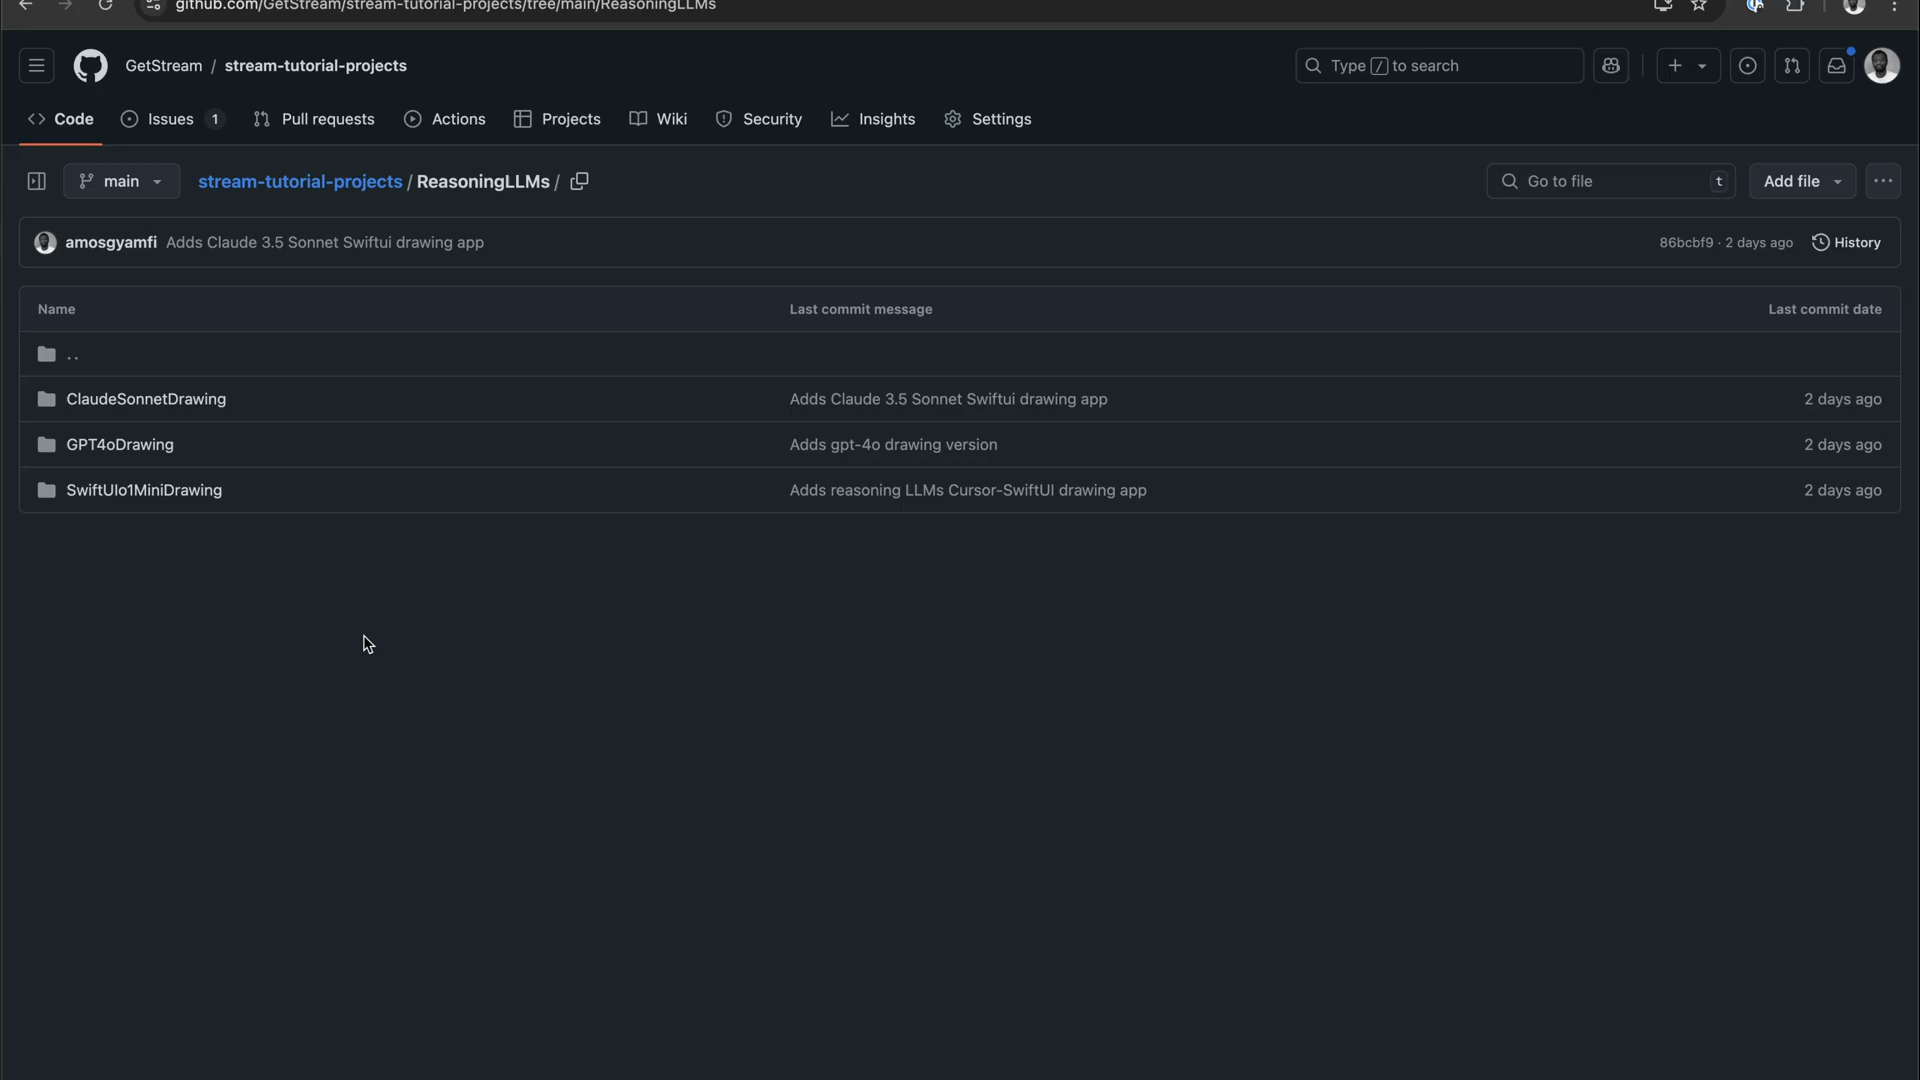 github.com/GetStream/stream-tutorial-projects/tree/main/ReasoningLLMs
GetStream / stream-tutorial-projects
Type / to search
Code
Issues 1
Pull requests
Actions
Projects
Wiki
Security
Insights
Settings
main
stream-tutorial-projects / ReasoningLLMs /
Go to file t
Add file
amosgyamfi Adds Claude 3.5 Sonnet Swiftui drawing app
86bcbf9 · 2 days ago History
Name Last commit message Last commit date
..
ClaudeSonnetDrawing Adds Claude 3.5 Sonnet Swiftui drawing app 2 days ago
GPT4oDrawing Adds gpt-4o drawing version 2 days ago
SwiftUIo1MiniDrawing Adds reasoning LLMs Cursor-SwiftUI drawing app 2 days ago